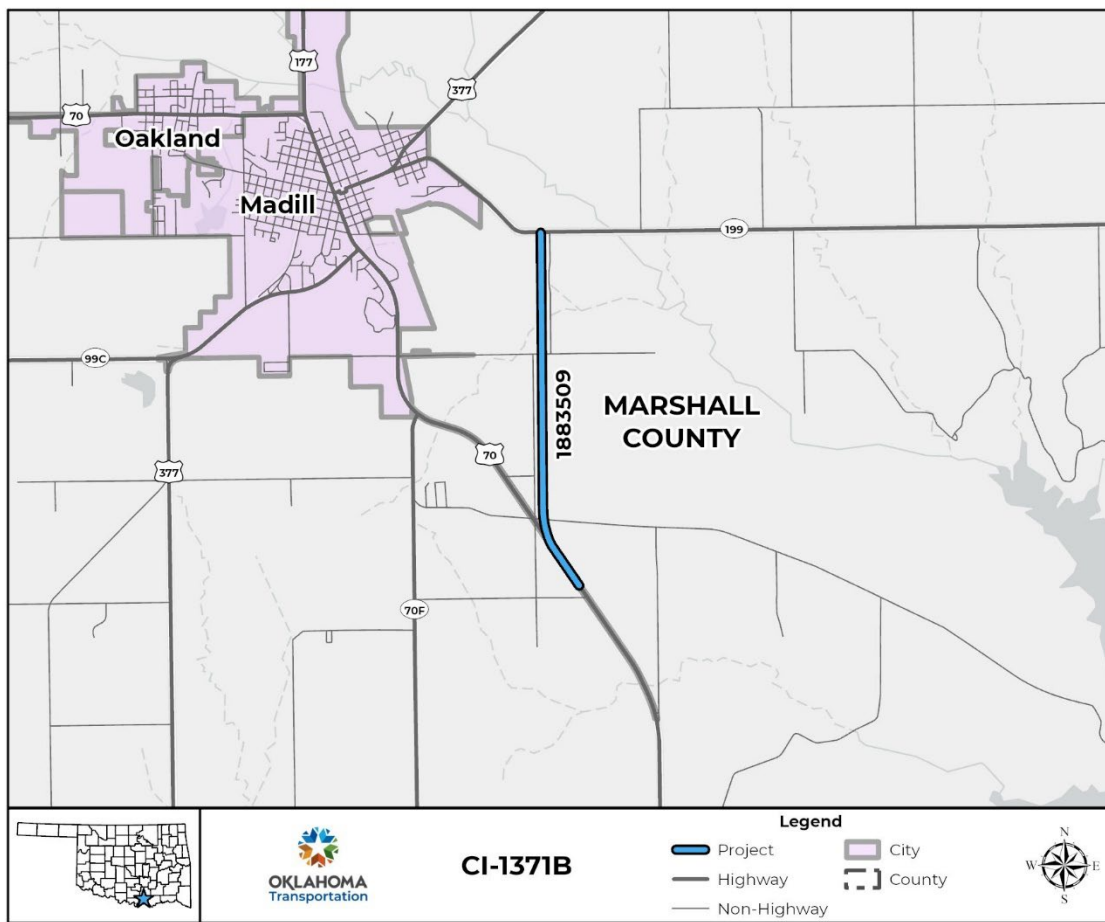 177
377
70
Oakland
Madill
199
99C
1883509
MARSHALL
COUNTY
70
377
70F
OKLAHOMA
Transportation
CI-1371B
Legend
Project
City
Highway
County
Non-Highway
N
W
E
S